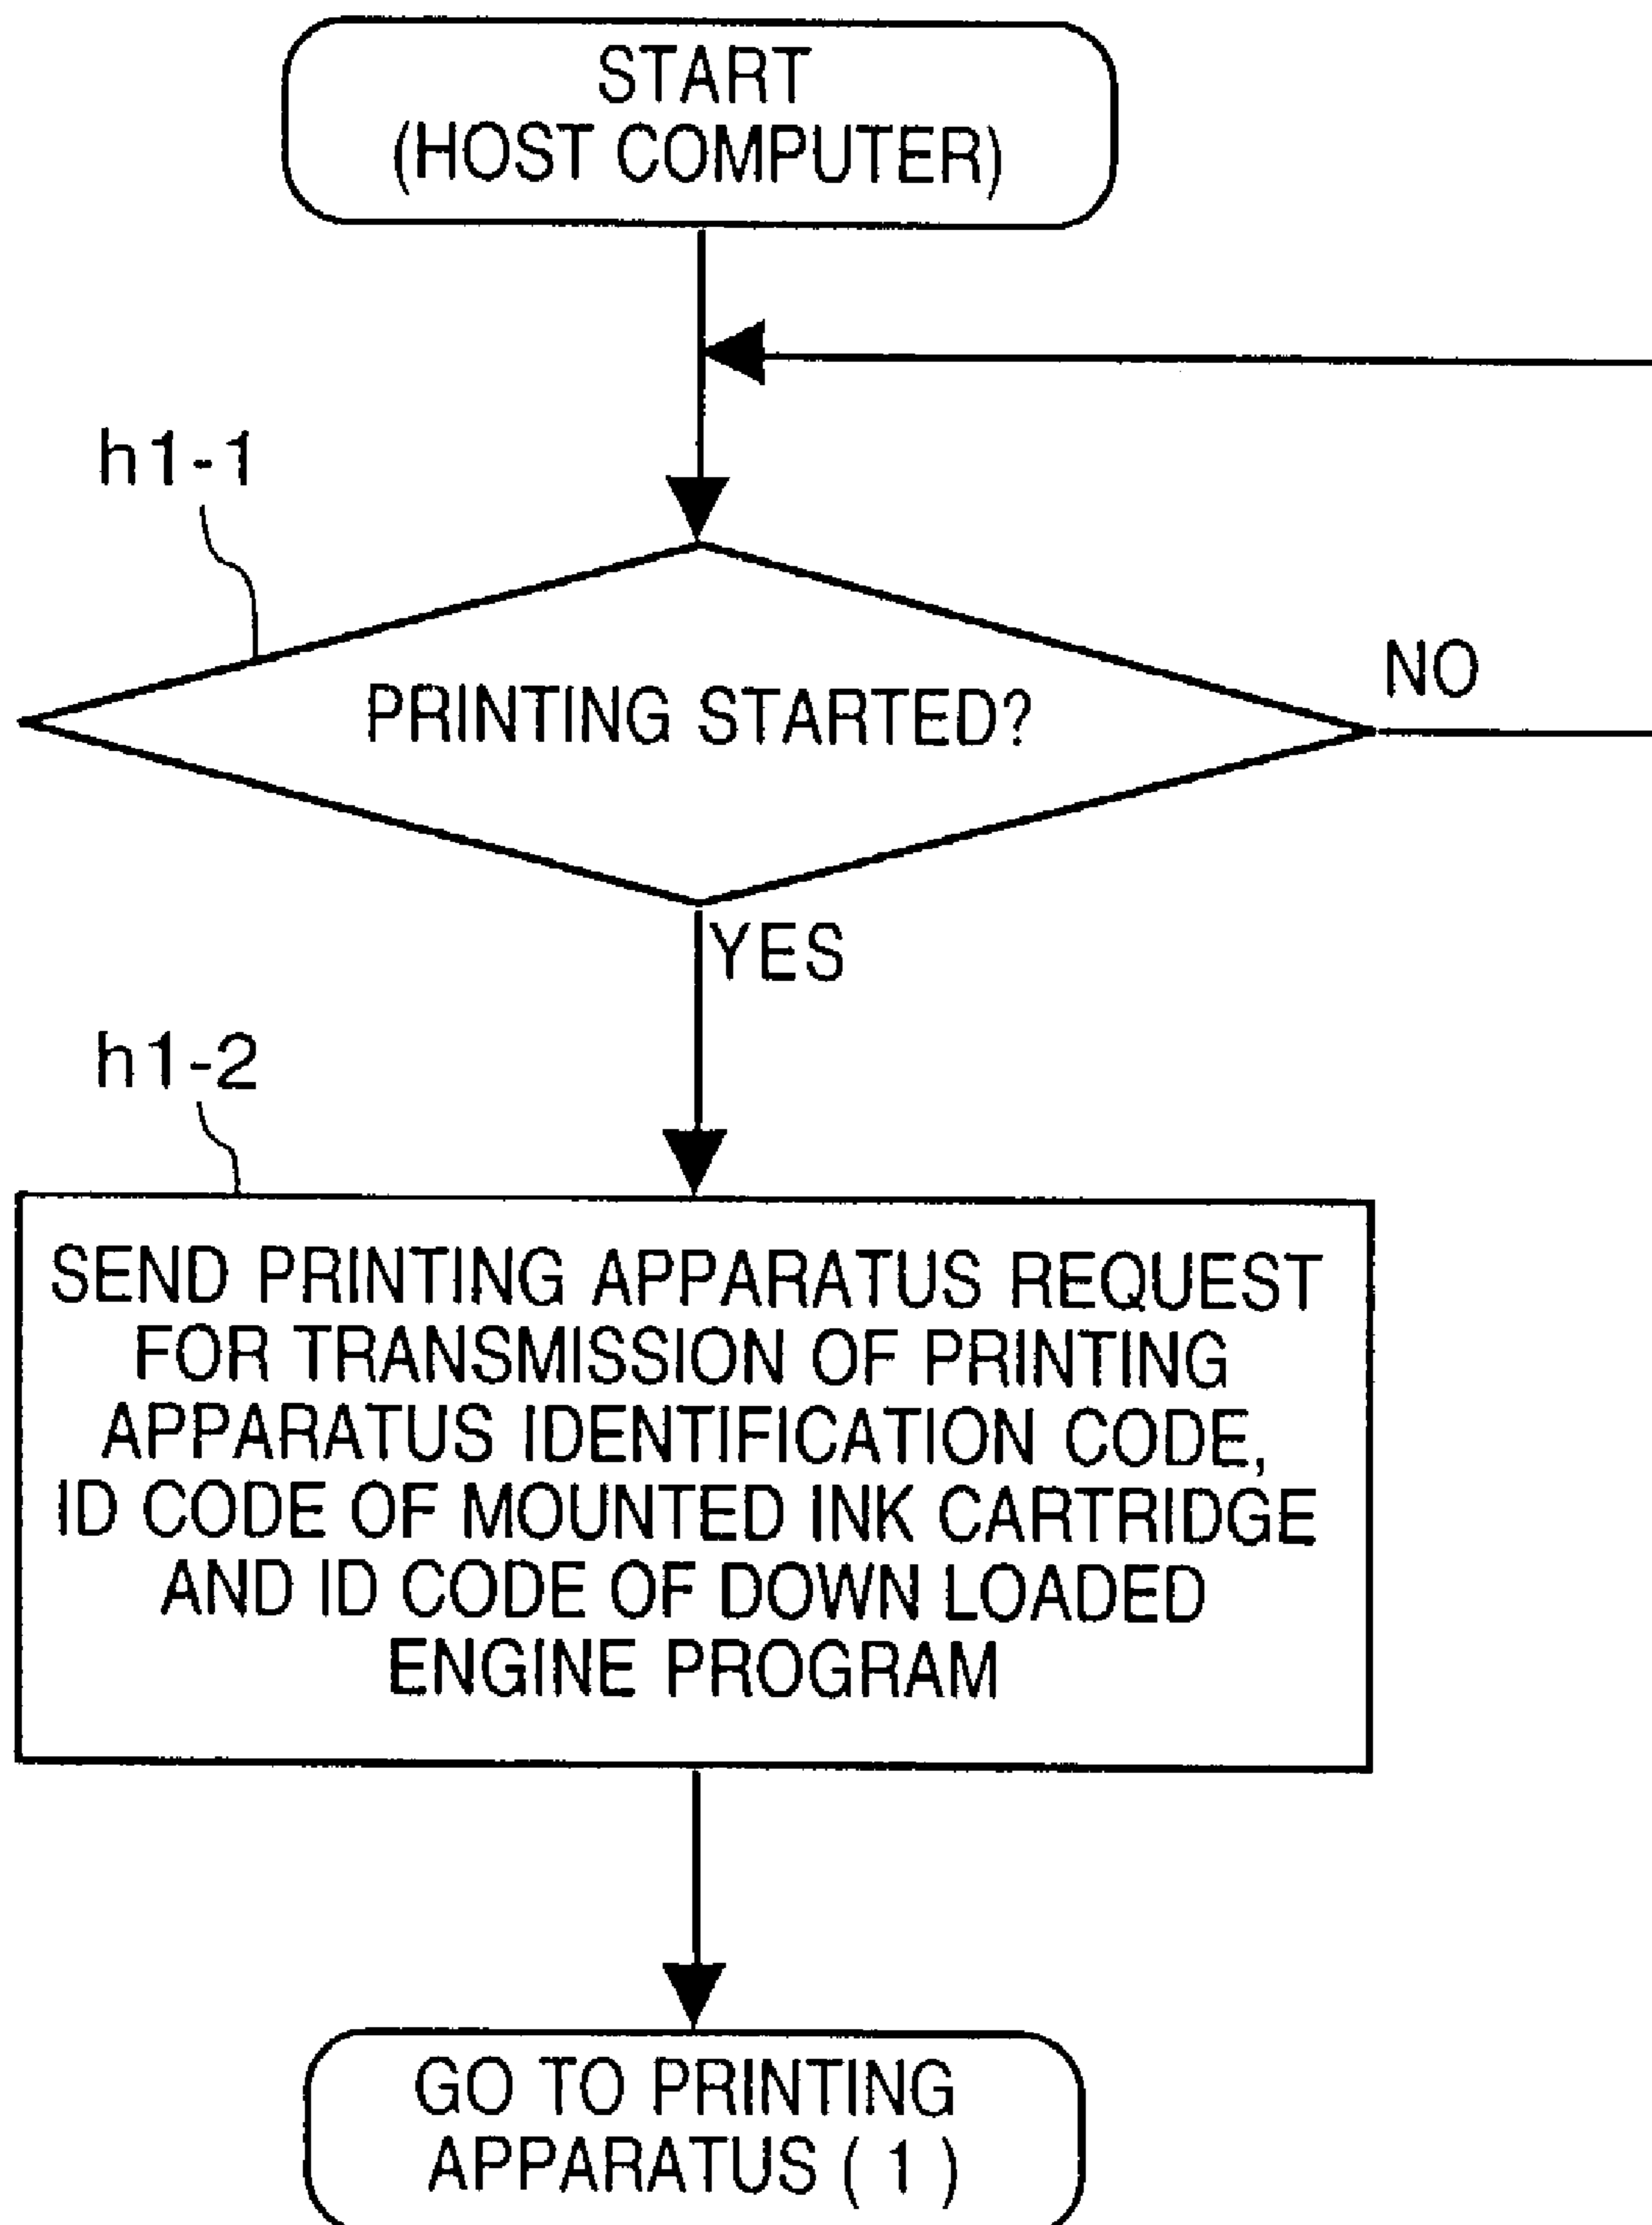 START
(HOST COMPUTER)
h1-1
NO
PRINTING STARTED?
YES
h1-2
SEND PRINTING APPARATUS REQUEST
FOR TRANSMISSION OF PRINTING
APPARATUS IDENTIFICATION CODE,
ID CODE OF MOUNTED INK CARTRIDGE
AND ID CODE OF DOWN LOADED
ENGINE PROGRAM
GO TO PRINTING
APPARATUS ( 1 )